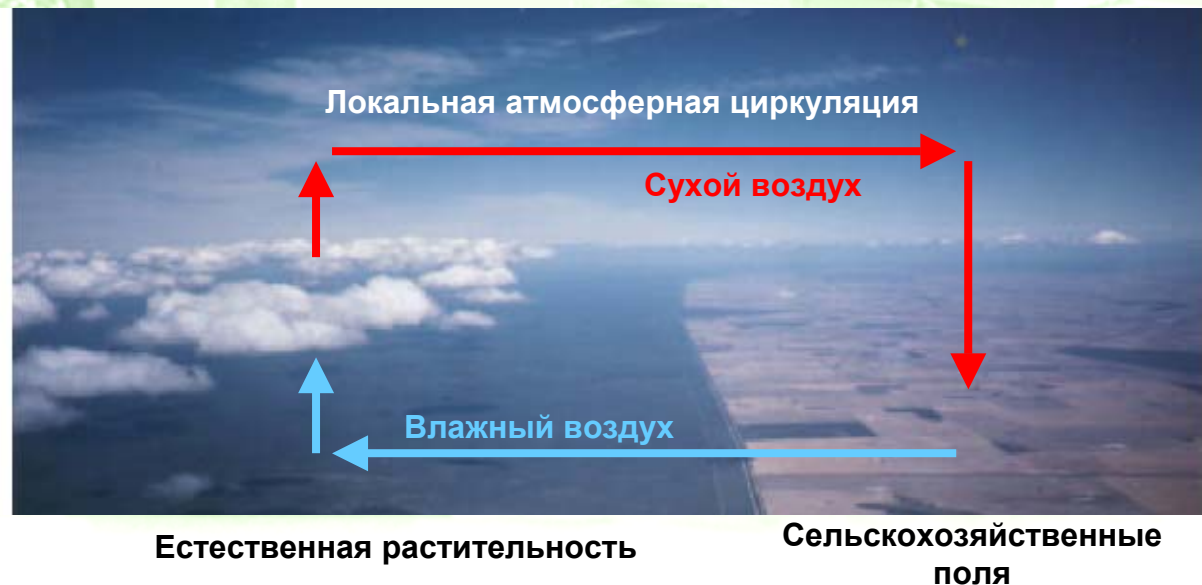 Локальная атмосферная циркуляция
Сухой воздух
Влажный воздух
Естественная растительность
Сельскохозяйственные
поля